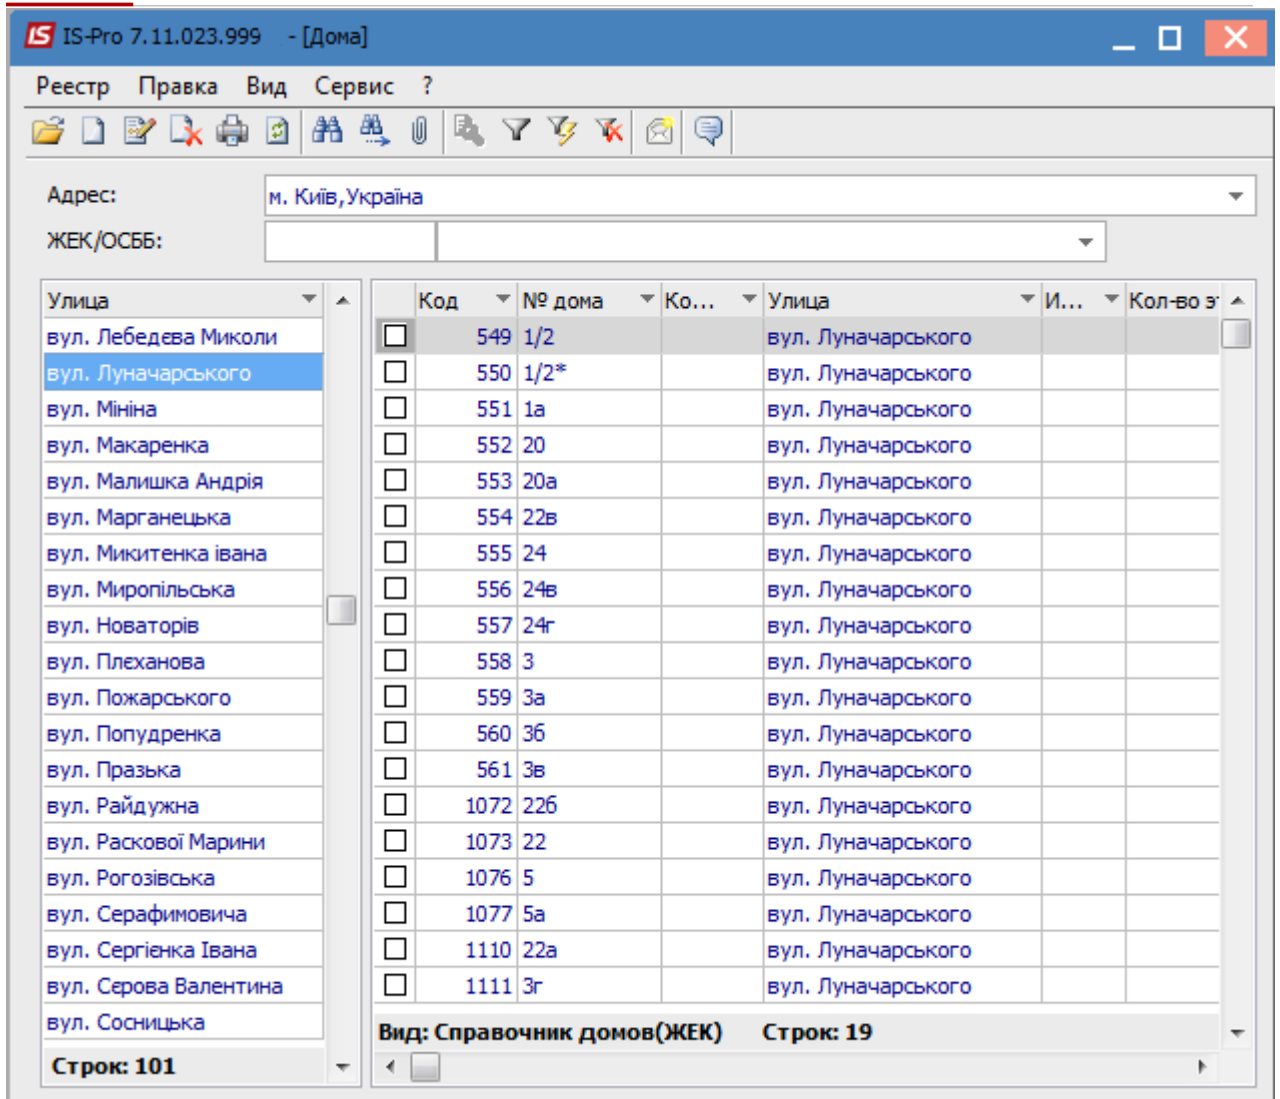 IS IS-Pro 7.11.023.999 - [Дома]
Реестр Правка Вид Сервис ?
Адрес: м. Київ,Україна
ЖЕК/ОСББ:
Улица
вул. Лебедєва Миколи
вул. Луначарського
вул. Мініна
вул. Макаренка
вул. Малишка Андрія
вул. Марганецька
вул. Микитенка івана
вул. Миропільська
вул. Новаторів
вул. Плєханова
вул. Пожарського
вул. Попудренка
вул. Празька
вул. Райдужна
вул. Раскової Марини
вул. Рогозівська
вул. Серафимовича
вул. Сергієнка Івана
вул. Сєрова Валентина
вул. Сосницька
Строк: 101
Код № дома Ко... Улица И... Кол-во э
549 1/2 вул. Луначарського
550 1/2* вул. Луначарського
551 1а вул. Луначарського
552 20 вул. Луначарського
553 20а вул. Луначарського
554 22в вул. Луначарського
555 24 вул. Луначарського
556 24в вул. Луначарського
557 24г вул. Луначарського
558 3 вул. Луначарського
559 3а вул. Луначарського
560 3б вул. Луначарського
561 3в вул. Луначарського
1072 22б вул. Луначарського
1073 22 вул. Луначарського
1076 5 вул. Луначарського
1077 5а вул. Луначарського
1110 22а вул. Луначарського
1111 3г вул. Луначарського
Вид: Справочник домов(ЖЕК) Строк: 19